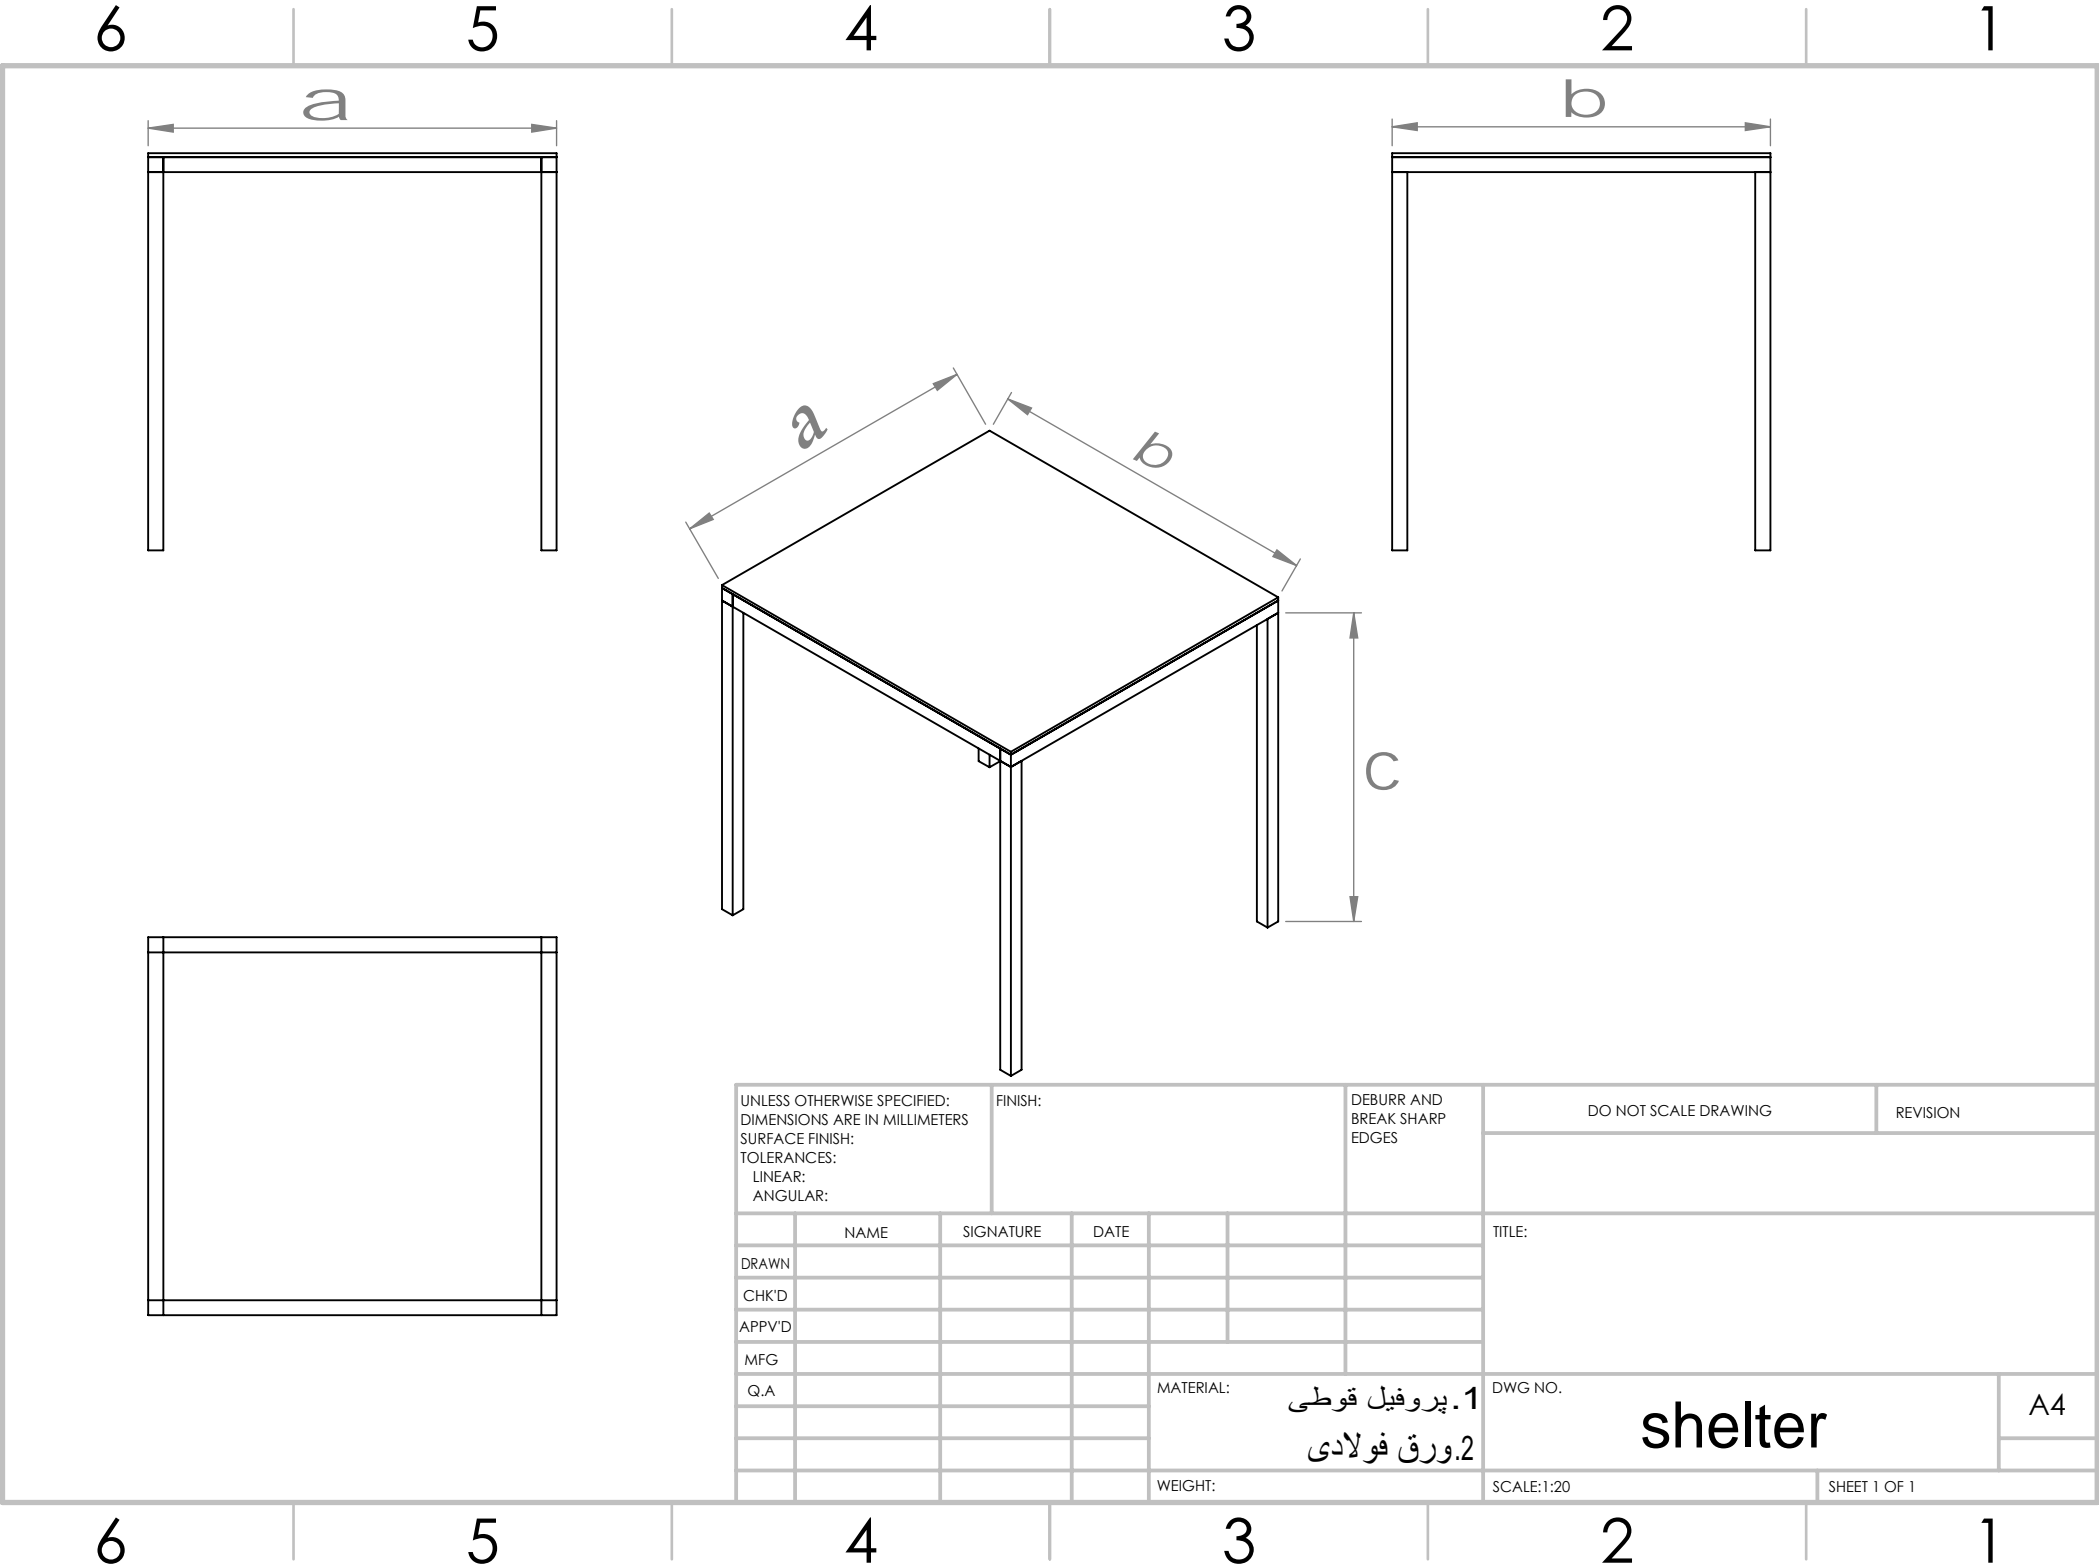 6 5 4 3 2 1
a
b
a
b
C
UNLESS OTHERWISE SPECIFIED:
DIMENSIONS ARE IN MILLIMETERS
SURFACE FINISH:
TOLERANCES:
LINEAR:
ANGULAR:
FINISH:
DEBURR AND
BREAK SHARP
EDGES
DO NOT SCALE DRAWING
REVISION
NAME SIGNATURE DATE
TITLE:
DRAWN
CHK'D
APPV'D
MFG
Q.A
MATERIAL:
1.پروفیل قوطی
2.ورق فولادی
DWG NO.
shelter
A4
WEIGHT:
SCALE:1:20
SHEET 1 OF 1
6 5 4 3 2 1